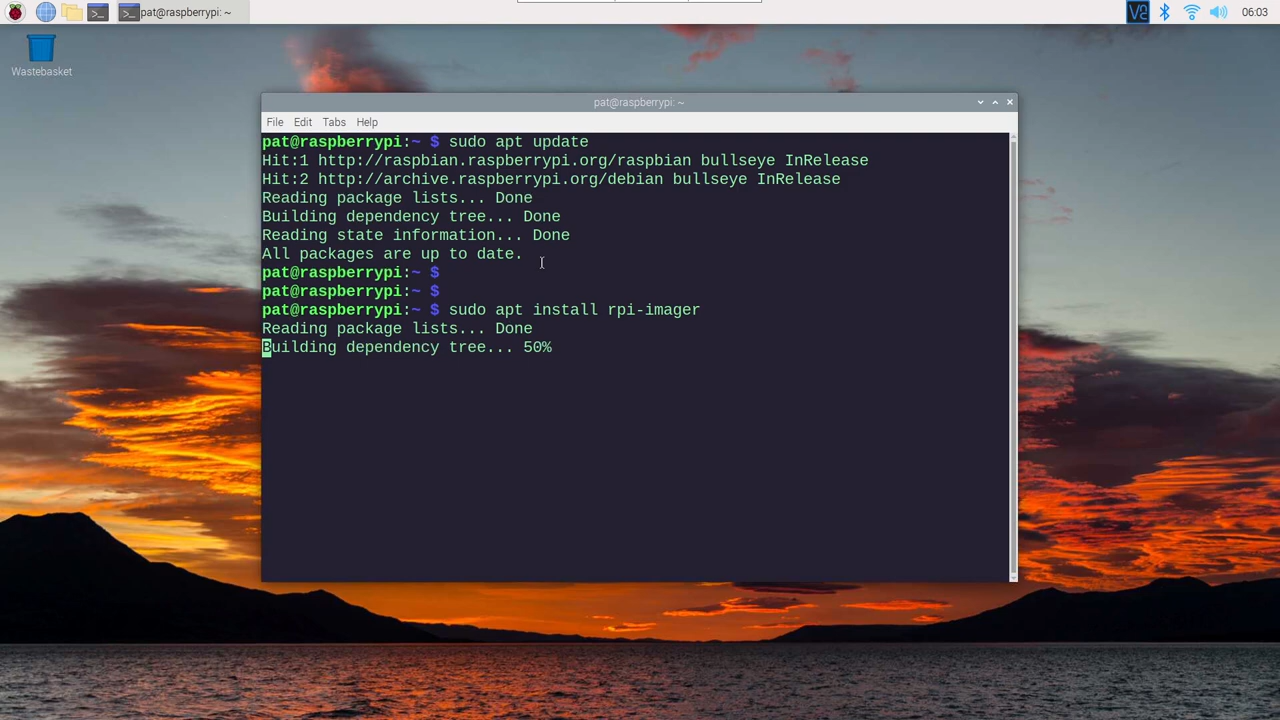 pat@raspberrypi: ~
06:03
Wastebasket
pat@raspberrypi: ~
File Edit Tabs Help
pat@raspberrypi:~ $ sudo apt update
Hit:1 http://raspbian.raspberrypi.org/raspbian bullseye InRelease
Hit:2 http://archive.raspberrypi.org/debian bullseye InRelease
Reading package lists... Done
Building dependency tree... Done
Reading state information... Done
All packages are up to date.
pat@raspberrypi:~ $
pat@raspberrypi:~ $
pat@raspberrypi:~ $ sudo apt install rpi-imager
Reading package lists... Done
Building dependency tree... 50%